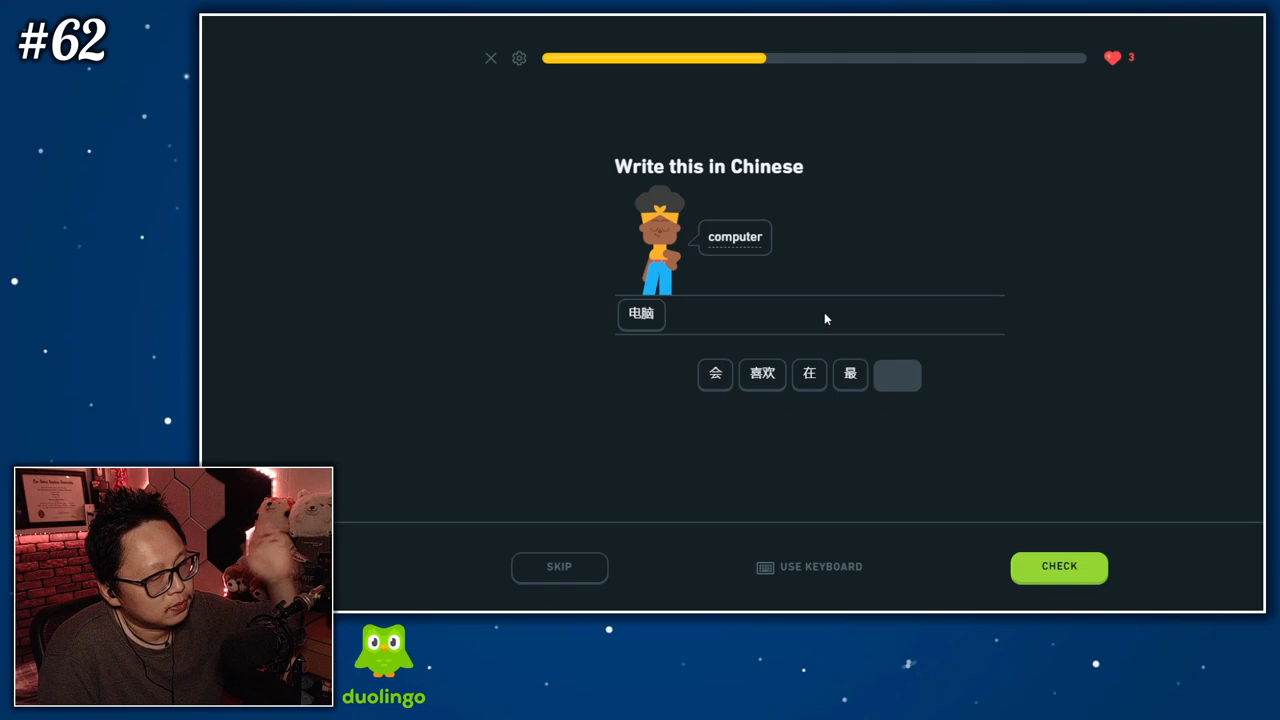 #62
3
Write this in Chinese
computer
电脑
会 喜欢 在 最
SKIP
USE KEYBOARD
CHECK
duolingo